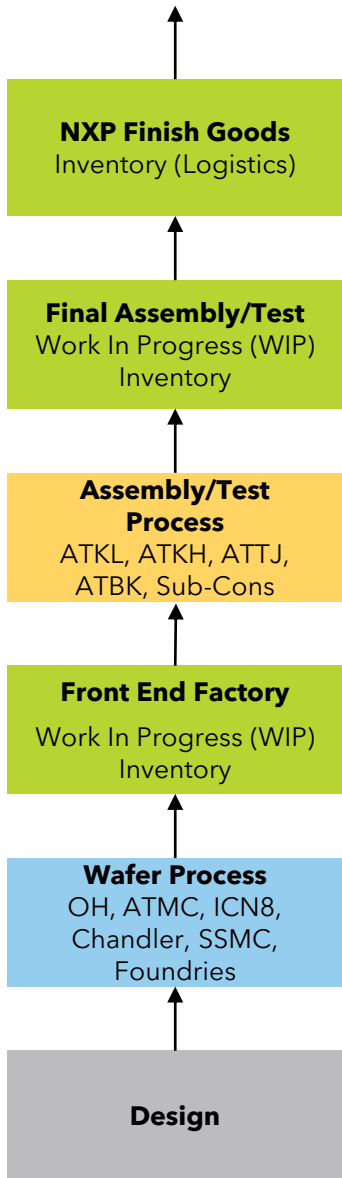 NXP Finish Goods
Inventory (Logistics)
Final Assembly/Test
Work In Progress (WIP)
Inventory
Assembly/Test
Process
ATKL, ATKH, ATTJ,
ATBK, Sub-Cons
Front End Factory
Work In Progress (WIP)
Inventory
Wafer Process
OH, ATMC, ICN8,
Chandler, SSMC,
Foundries
Design